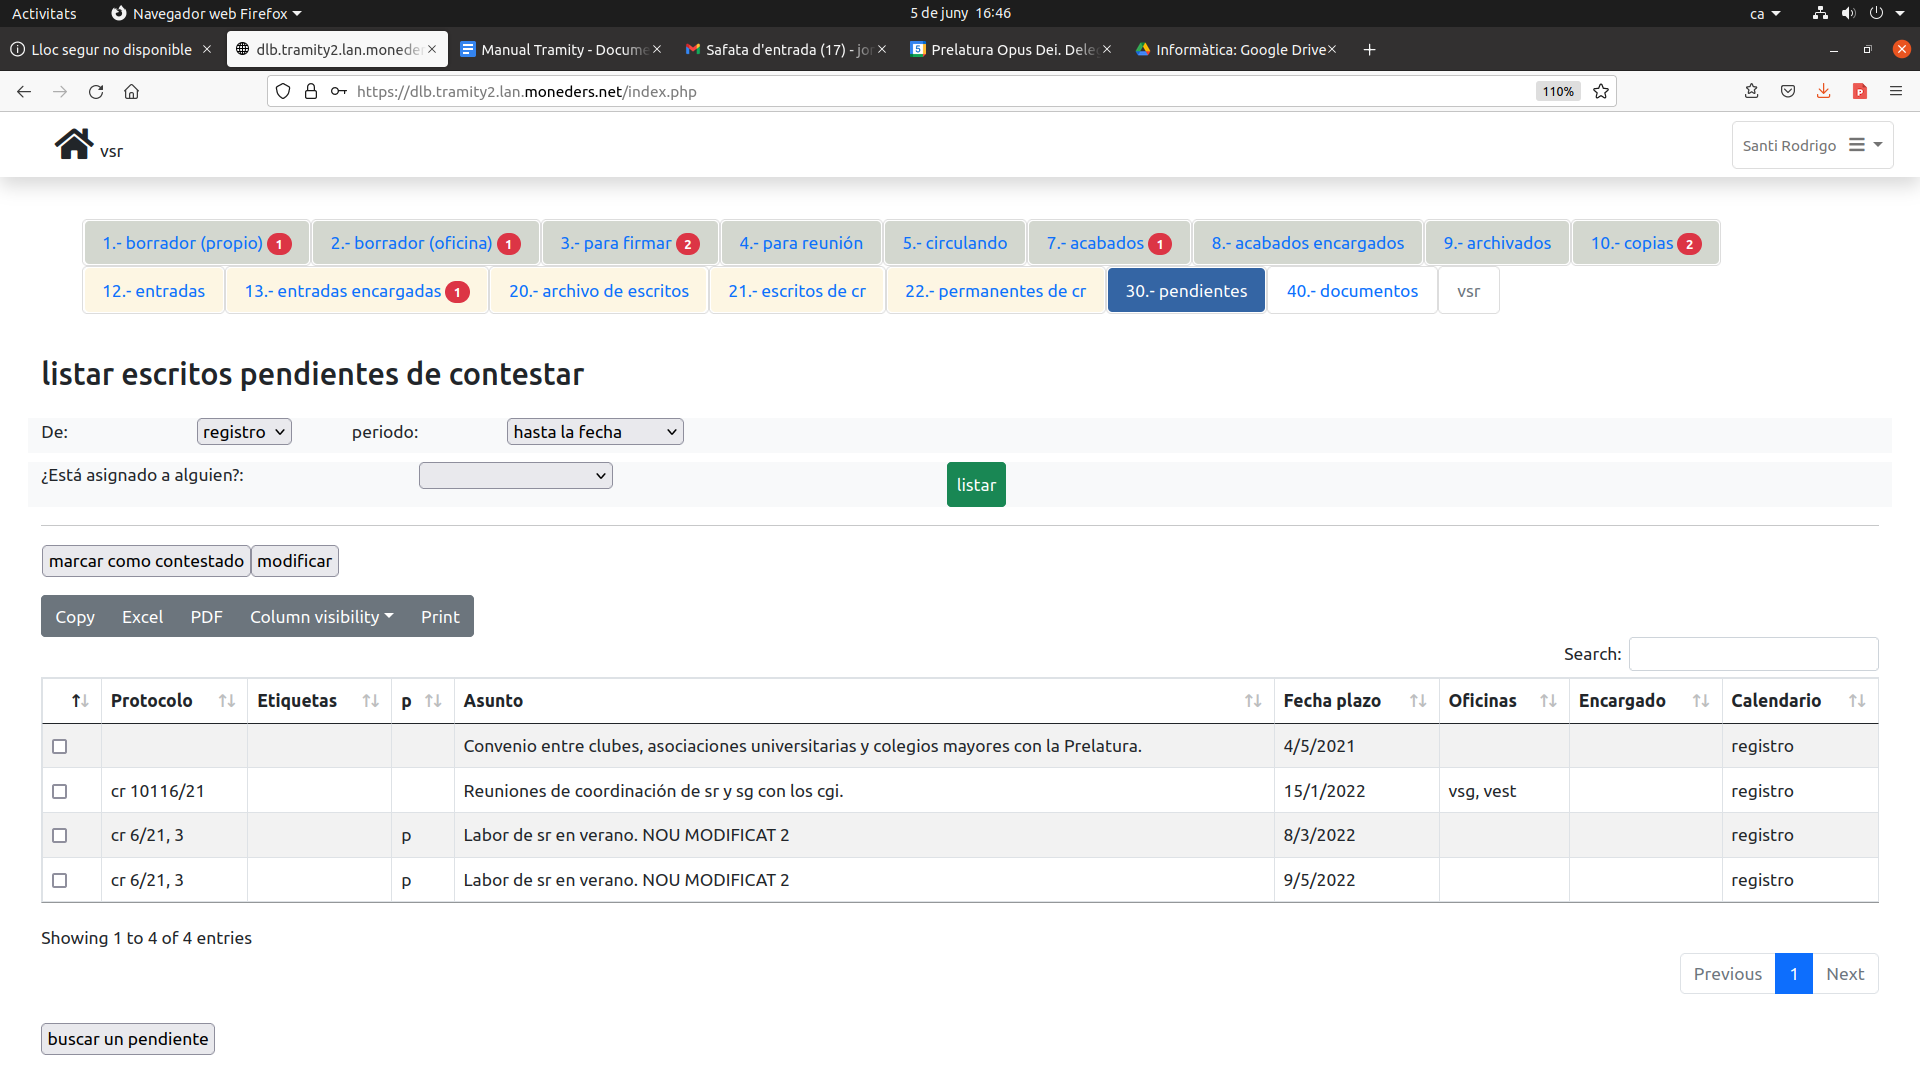 Activitats Navegador web Firefox 5 de juny 16:46 ca
Lloc segur no disponible dlb.tramity2.lan.moneders Manual Tramity - Docume Safata d'entrada (17) - jor Prelatura Opus Dei. Dele Informàtica: Google Drive
https://dlb.tramity2.lan.moneders.net/index.php 110%
vsr Santi Rodrigo
1.- borrador (propio) 1 2.- borrador (oficina) 1 3.- para firmar 2 4.- para reunión 5.- circulando 7.- acabados 1 8.- acabados encargados 9.- archivados 10.- copias 2
12.- entradas 13.- entradas encargadas 1 20.- archivo de escritos 21.- escritos de cr 22.- permanentes de cr 30.- pendientes 40.- documentos vsr
listar escritos pendientes de contestar
De: registro periodo: hasta la fecha
¿Está asignado a alguien?: listar
marcar como contestado modificar
Copy Excel PDF Column visibility Print
Search:
Protocolo Etiquetas p Asunto Fecha plazo Oficinas Encargado Calendario
Convenio entre clubes, asociaciones universitarias y colegios mayores con la Prelatura. 4/5/2021 registro
cr 10116/21 Reuniones de coordinación de sr y sg con los cgi. 15/1/2022 vsg, vest registro
cr 6/21, 3 p Labor de sr en verano. NOU MODIFICAT 2 8/3/2022 registro
cr 6/21, 3 p Labor de sr en verano. NOU MODIFICAT 2 9/5/2022 registro
Showing 1 to 4 of 4 entries
Previous 1 Next
buscar un pendiente